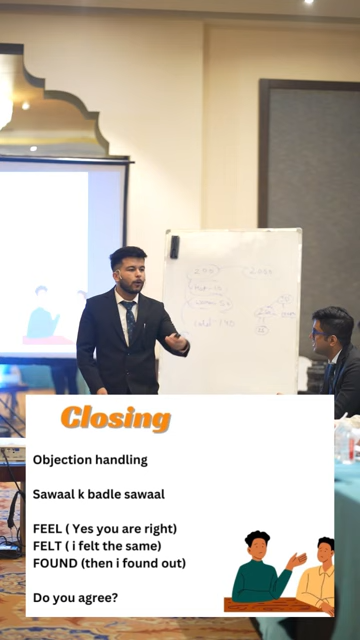 Closing
Objection handling
Sawaal k badle sawaal
FEEL ( Yes you are right)
FELT ( i felt the same)
FOUND (then i found out)
Do you agree?